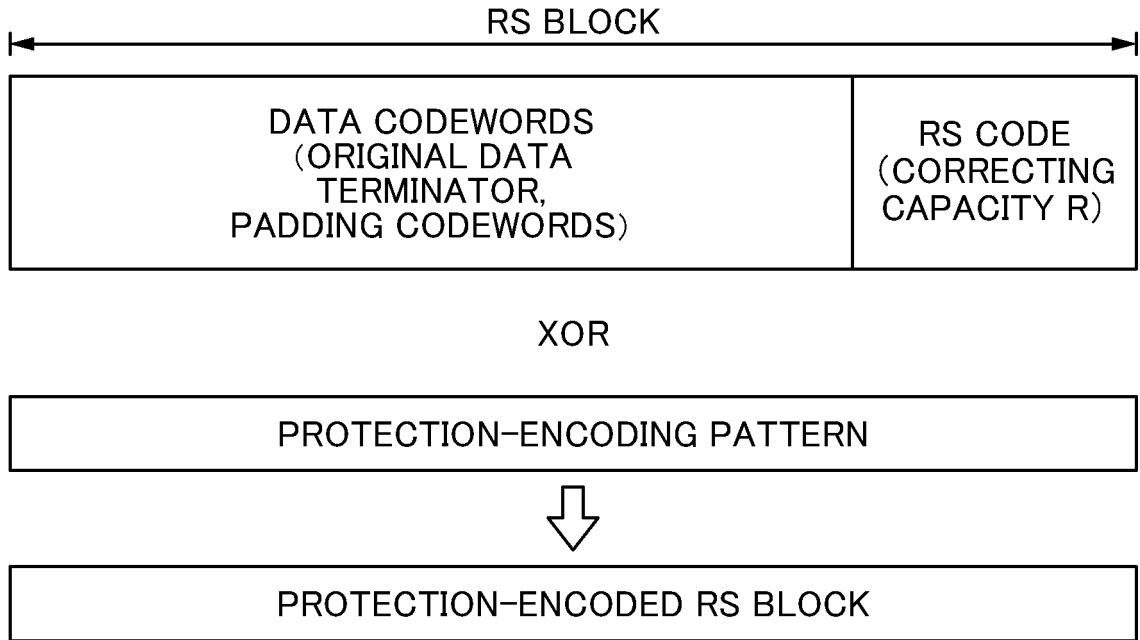 RS BLOCK
DATA CODEWORDS
(ORIGINAL DATA
TERMINATOR,
PADDING CODEWORDS)
RS CODE
(CORRECTING
CAPACITY R)
XOR
PROTECTION-ENCODING PATTERN
PROTECTION-ENCODED RS BLOCK